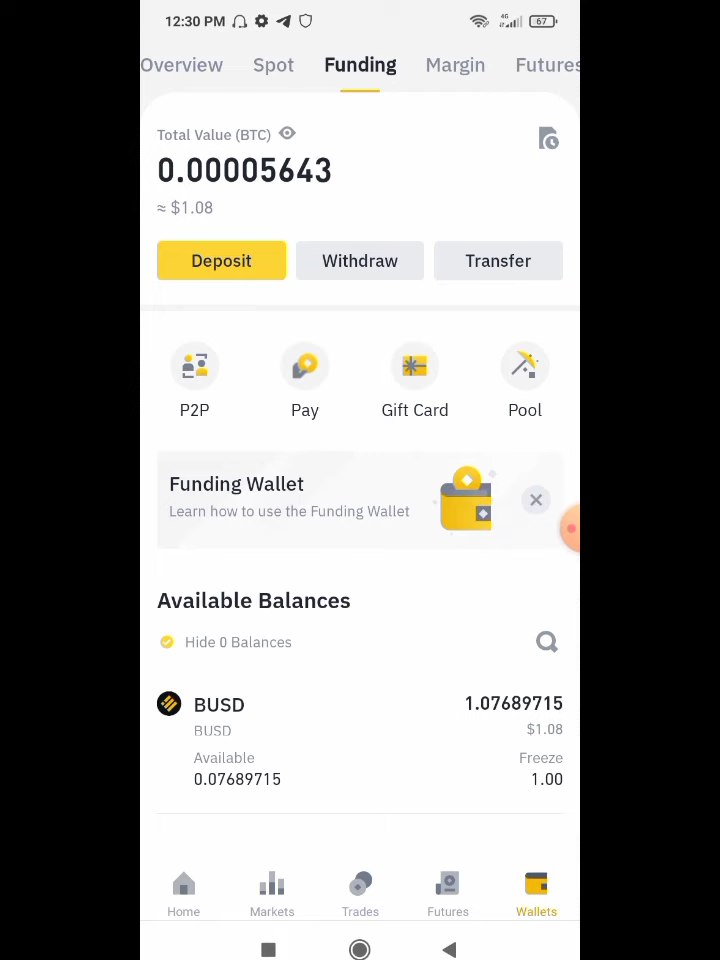 12:30 PM 4G 67
Overview Spot Funding Margin Futures
Total Value (BTC)
0.00005643
≈ $1.08
Deposit Withdraw Transfer
P2P Pay Gift Card Pool
Funding Wallet
Learn how to use the Funding Wallet
Available Balances
Hide 0 Balances
BUSD 1.07689715
BUSD $1.08
Available Freeze
0.07689715 1.00
Home Markets Trades Futures Wallets